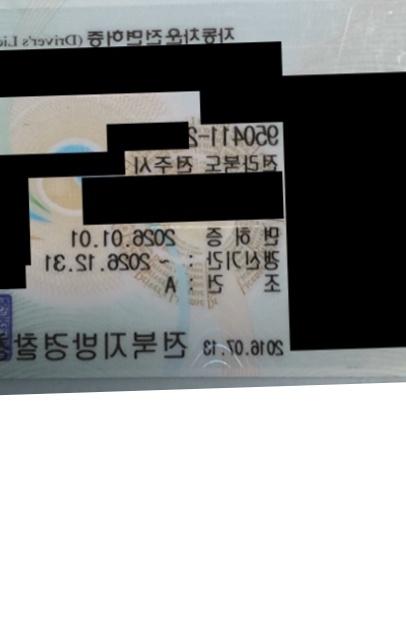 자동차운전면허증 (Driver's Lic
950411-2
전라북도 전주시
면 허 증 2026.01.01
갱신기간 : ~ 2026.12.31
조 건 : A
2016.07.13 전북지방경찰